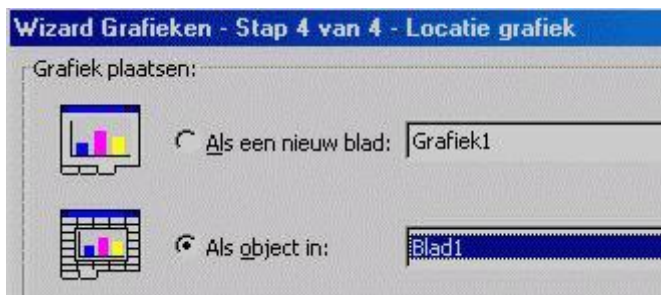 Wizard Grafieken - Stap 4 van 4 - Locatie grafiek
Grafiek plaatsen:
Als een nieuw blad: Grafiek1
Als object in: Blad1